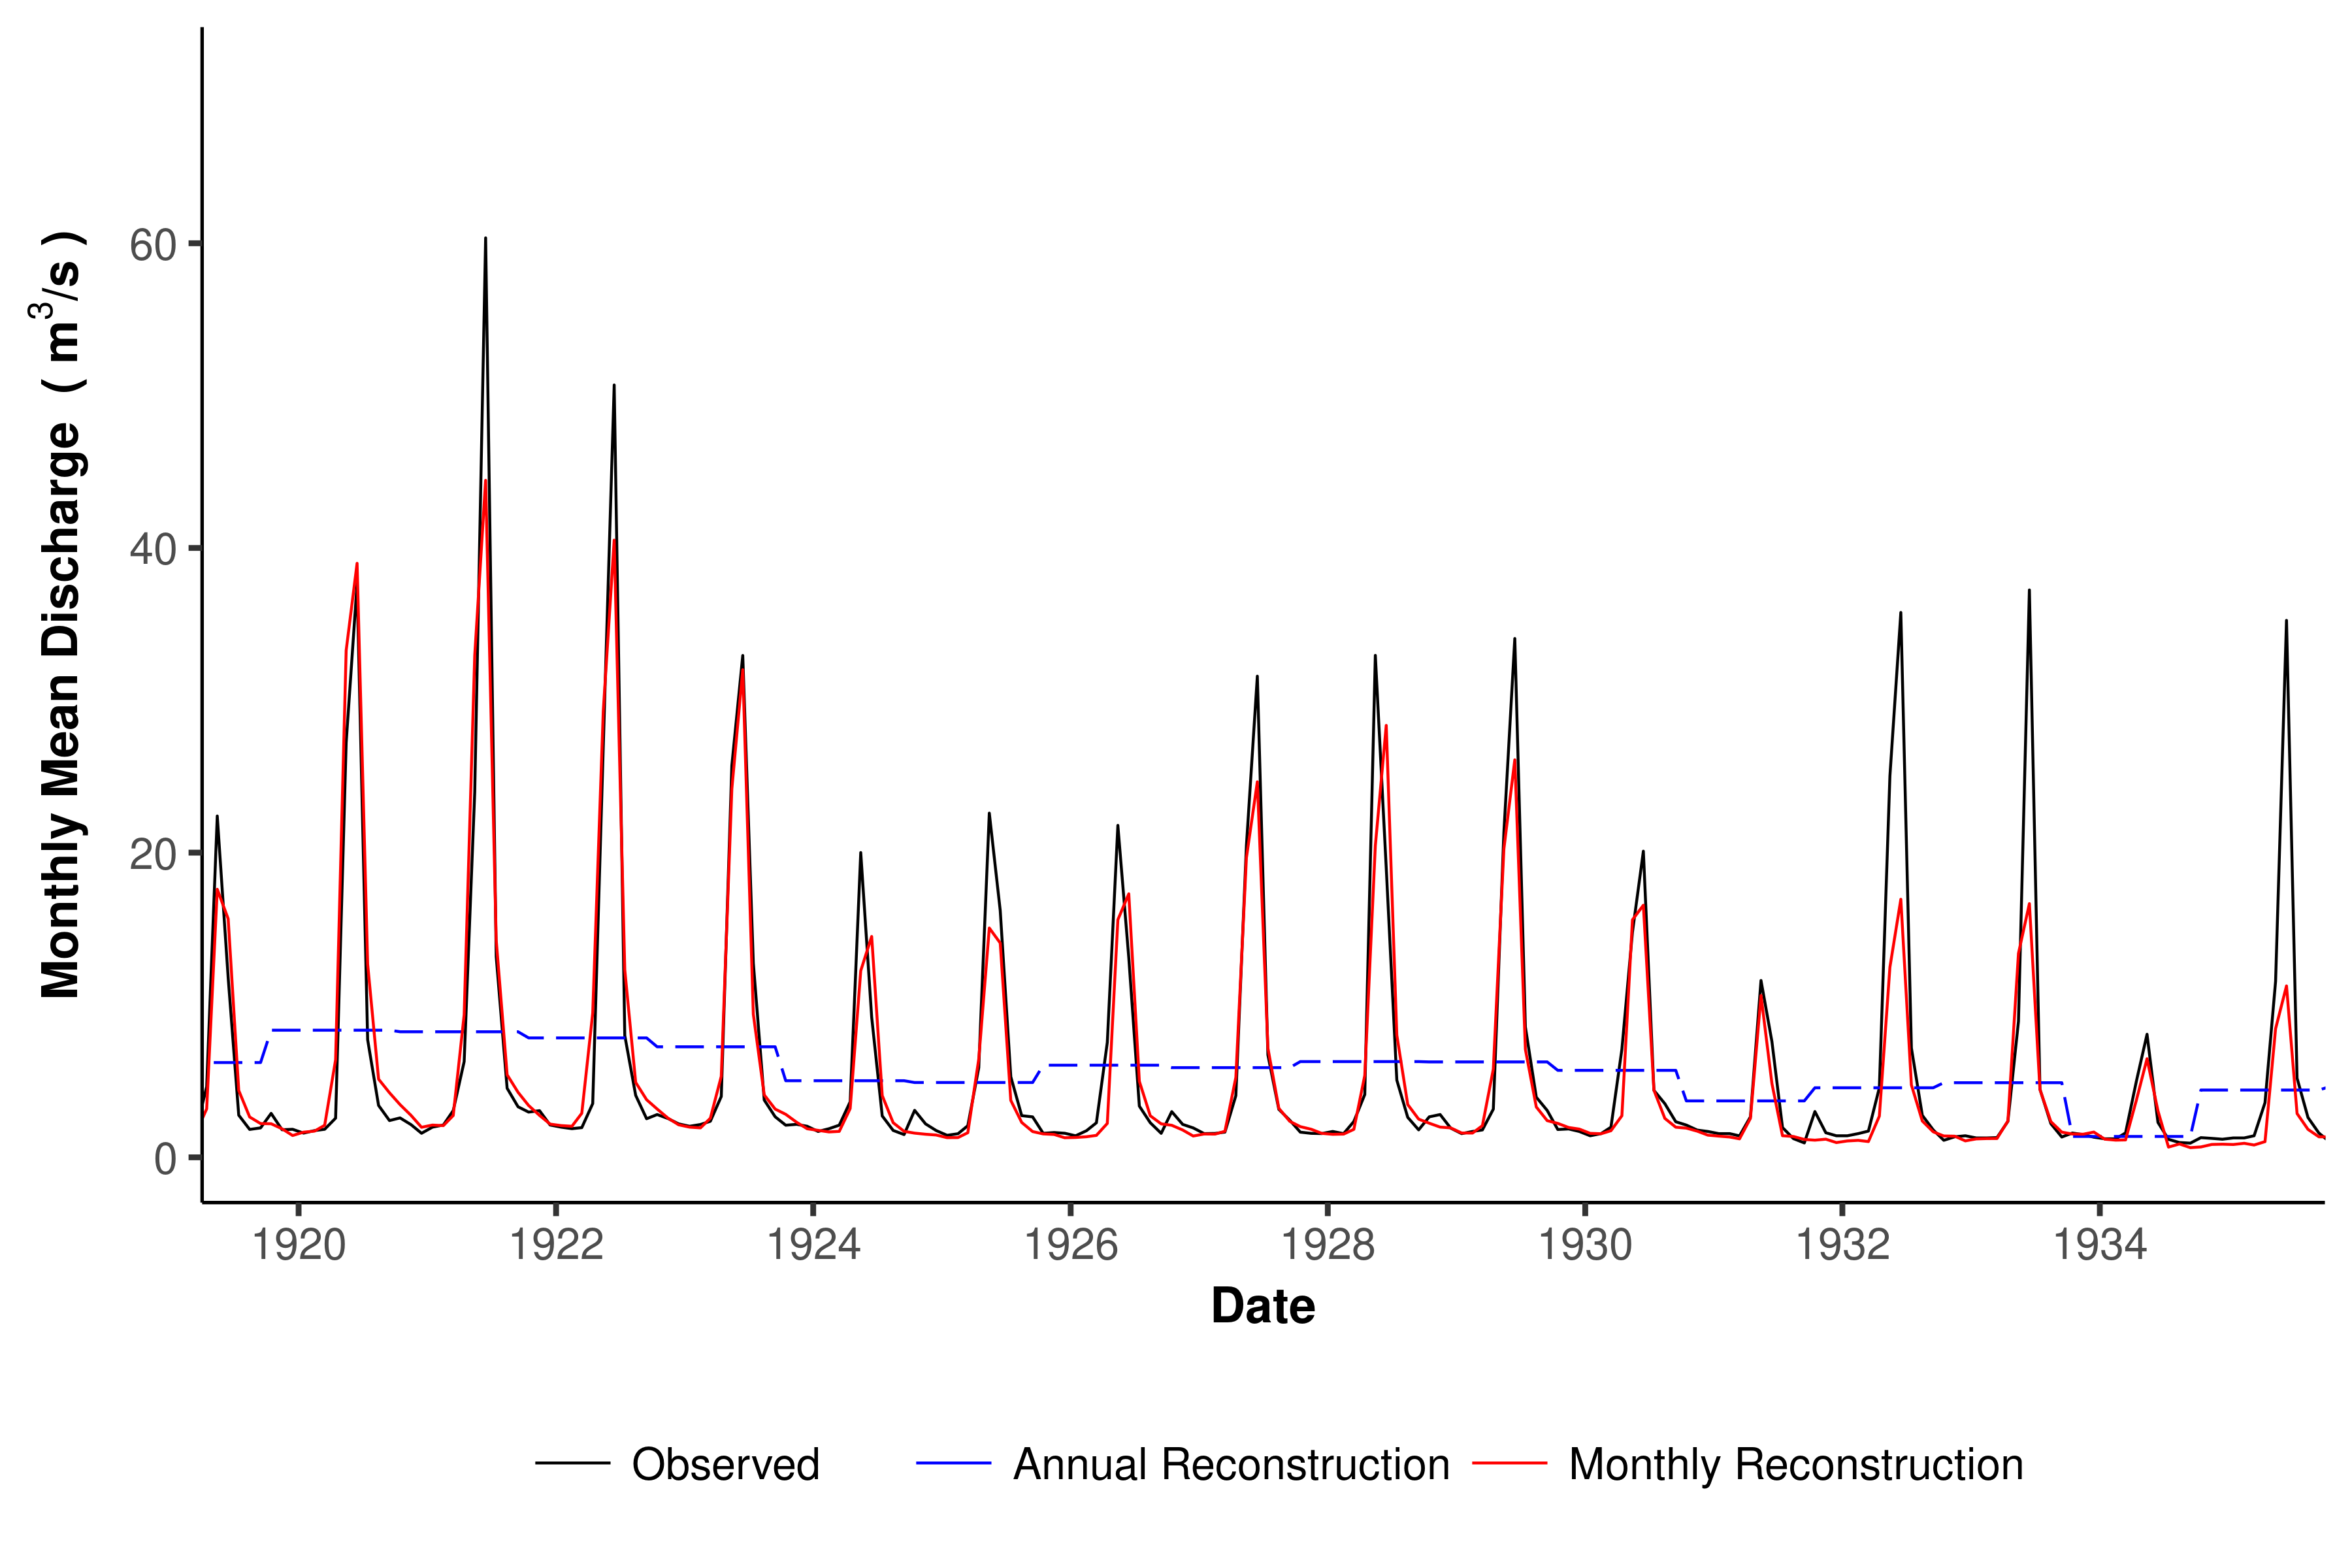 Monthly Mean Discharge ( m³/s )
60
40
20
0
1920 1922 1924 1926 1928 1930 1932 1934
Date
Observed Annual Reconstruction Monthly Reconstruction